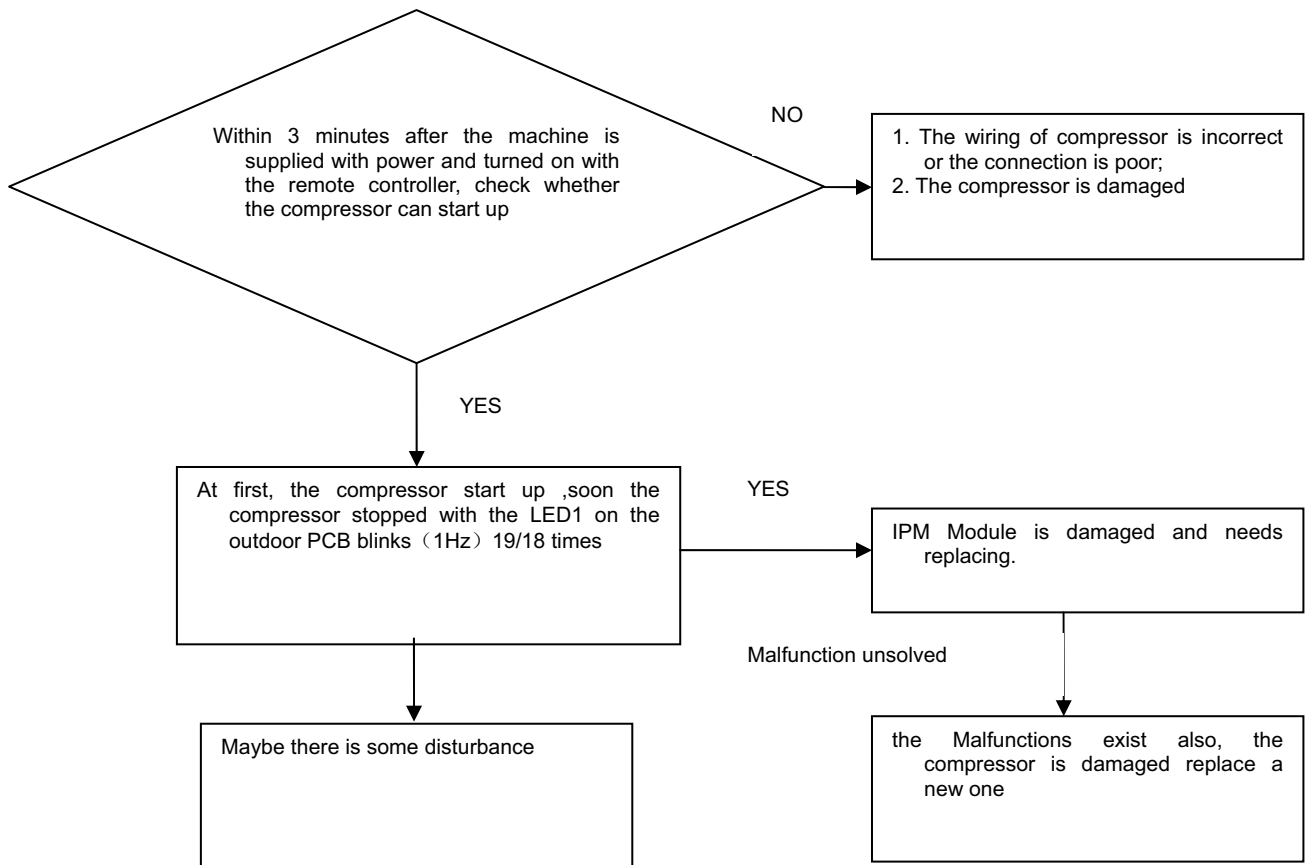 Within 3 minutes after the machine is
supplied with power and turned on with
the remote controller, check whether
the compressor can start up
NO
1. The wiring of compressor is incorrect
or the connection is poor;
2. The compressor is damaged
YES
At first, the compressor start up ,soon the
compressor stopped with the LED1 on the
outdoor PCB blinks（1Hz）19/18 times
YES
IPM Module is damaged and needs
replacing.
Malfunction unsolved
Maybe there is some disturbance
the Malfunctions exist also, the
compressor is damaged replace a
new one